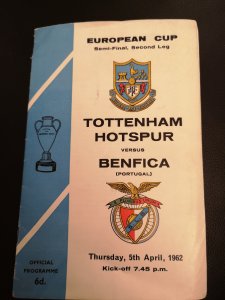 EUROPEAN CUP
Semi-Final, Second Leg
TOTTENHAM
HOTSPUR
VERSUS
BENFICA
(PORTUGAL)
Thursday, 5th April, 1962
Kick-off 7.45 p.m.
OFFICIAL
PROGRAMME
6d.